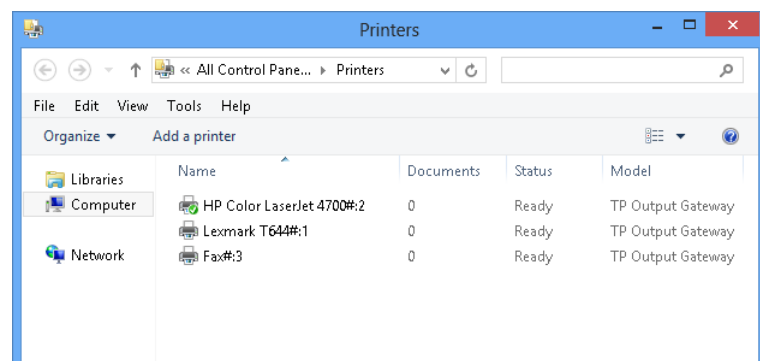 Printers
« All Control Pane... ▸ Printers
File Edit View Tools Help
Organize Add a printer
Libraries
Computer
Network
Name Documents Status Model
HP Color LaserJet 4700#:2 0 Ready TP Output Gateway
Lexmark T644#:1 0 Ready TP Output Gateway
Fax#:3 0 Ready TP Output Gateway